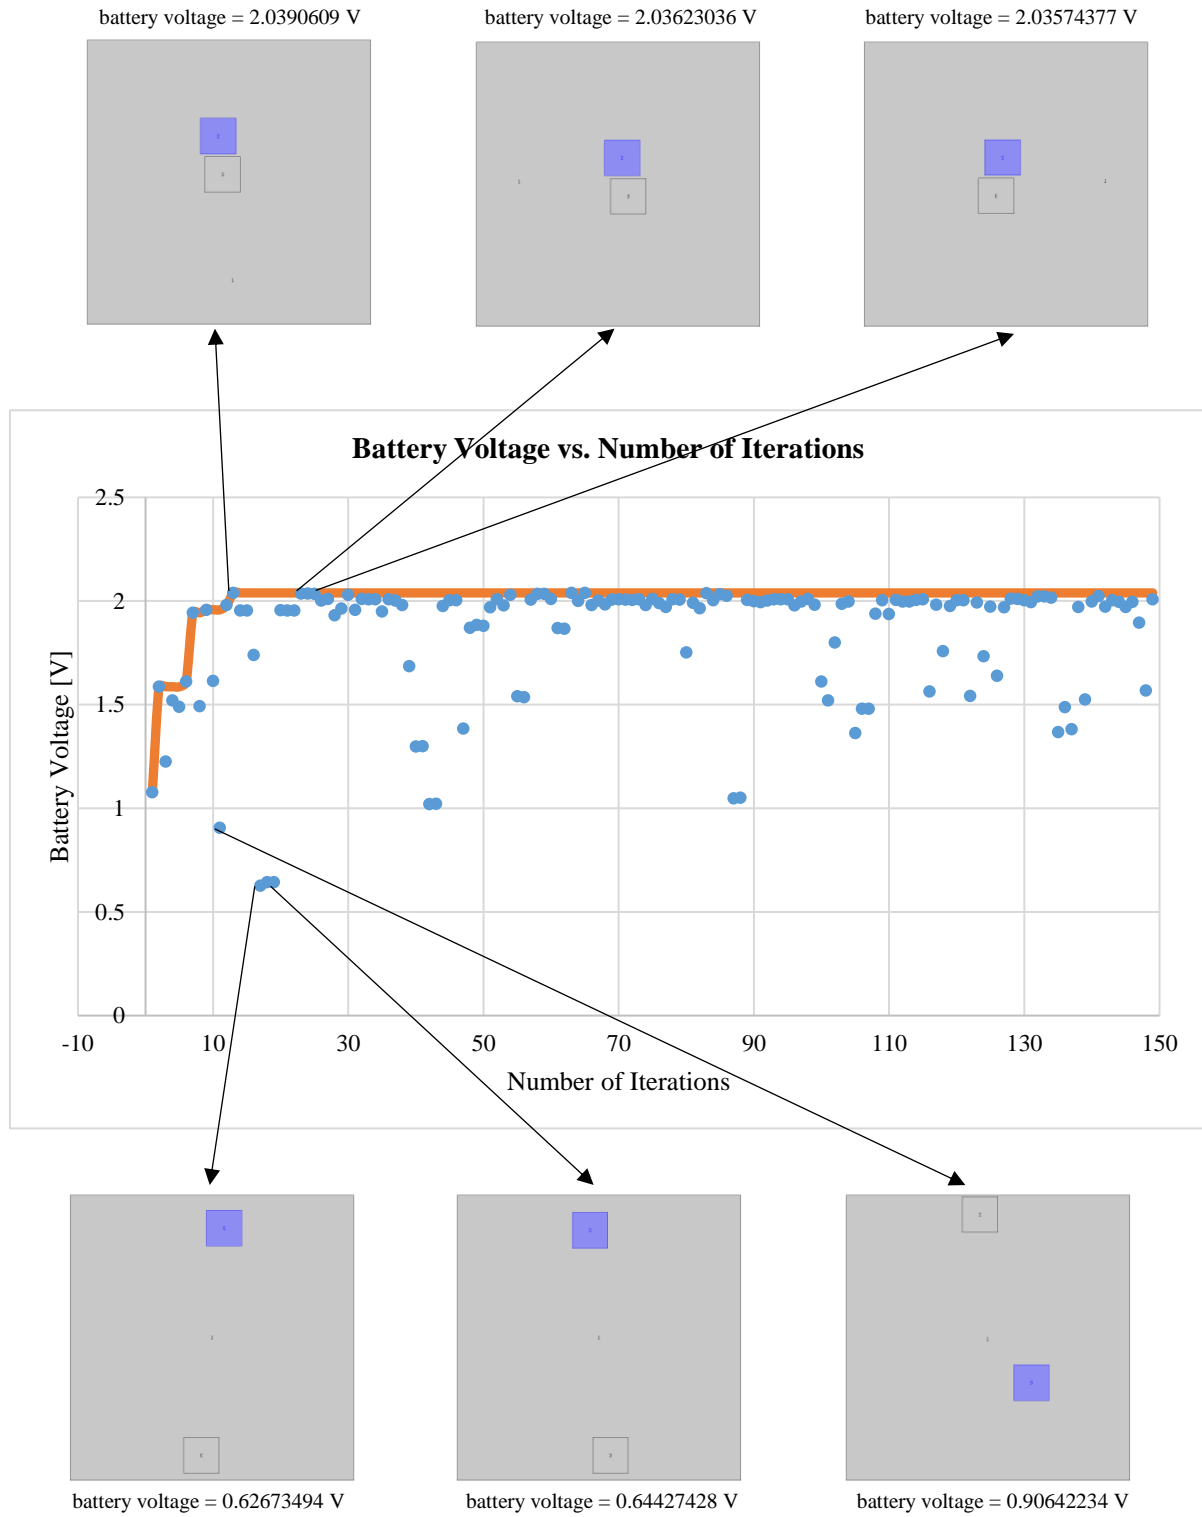 battery voltage = 2.0390609 V
battery voltage = 2.03623036 V
battery voltage = 2.03574377 V
Battery Voltage vs. Number of Iterations
2.5
2
1.5
1
0.5
0
Battery Voltage [V]
-10 10 30 50 70 90 110 130 150
Number of Iterations
battery voltage = 0.62673494 V
battery voltage = 0.64427428 V
battery voltage = 0.90642234 V